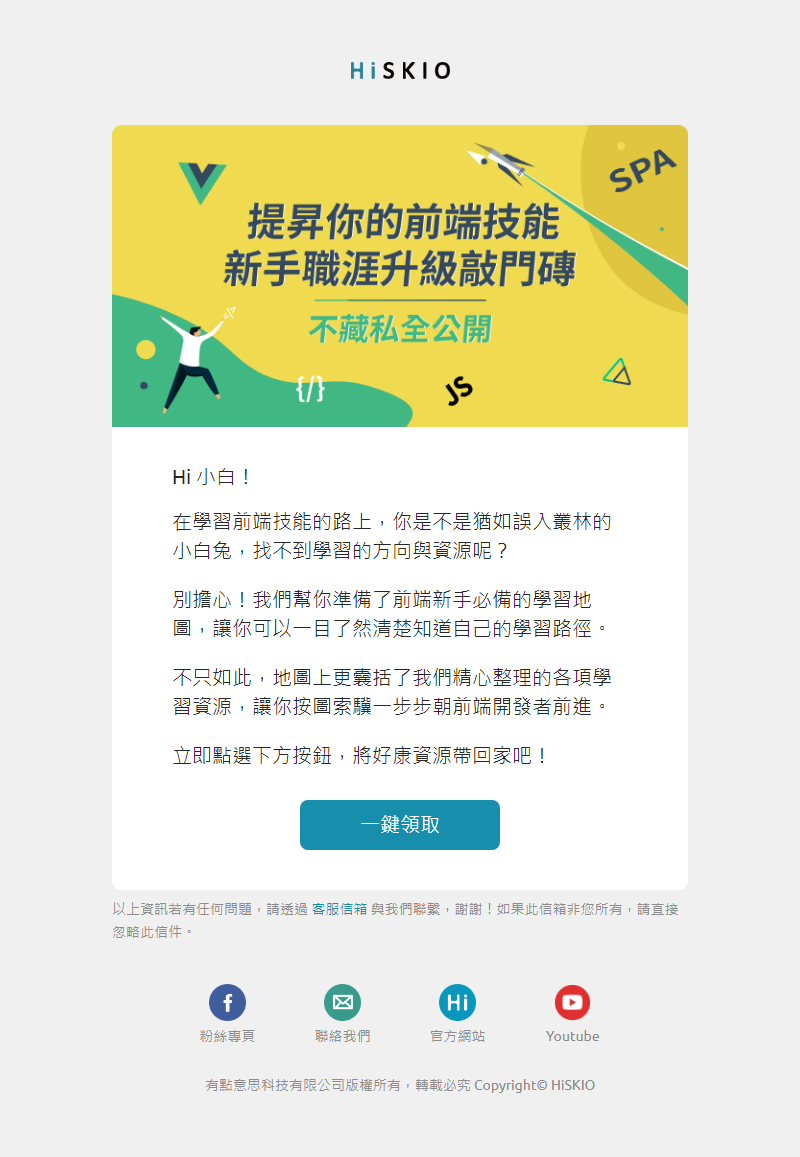 HiSKIO
SPA
提昇你的前端技能
新手職涯升級敲門磚
不藏私全公開
{/}
JS
Hi 小白！
在學習前端技能的路上，你是不是猶如誤入叢林的
小白兔，找不到學習的方向與資源呢？
別擔心！我們幫你準備了前端新手必備的學習地
圖，讓你可以一目了然清楚知道自己的學習路徑。
不只如此，地圖上更囊括了我們精心整理的各項學
習資源，讓你按圖索驥一步步朝前端開發者前進。
立即點選下方按鈕，將好康資源帶回家吧！
一鍵領取
以上資訊若有任何問題，請透過 客服信箱 與我們聯繫，謝謝！如果此信箱非您所有，請直接
忽略此信件。
f
Hi
粉絲專頁
聯絡我們
官方網站
Youtube
有點意思科技有限公司版權所有，轉載必究 Copyright© HiSKIO